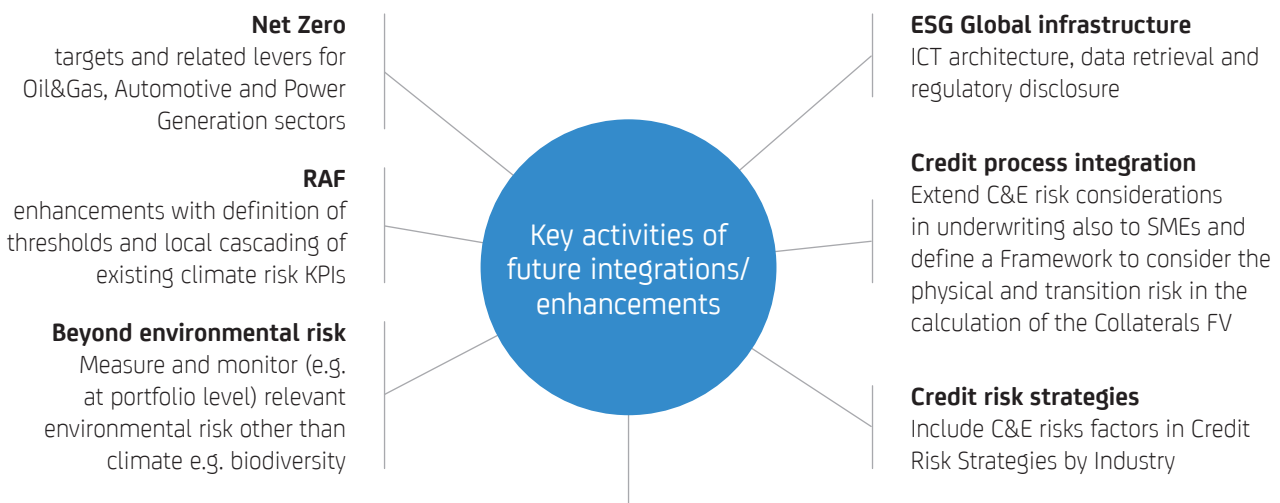 Net Zero
targets and related levers for
Oil&Gas, Automotive and Power
Generation sectors
RAF
enhancements with definition of
thresholds and local cascading of
existing climate risk KPIs
Beyond environmental risk
Measure and monitor (e.g.
at portfolio level) relevant
environmental risk other than
climate e.g. biodiversity
Key activities of
future integrations/
enhancements
ESG Global infrastructure
ICT architecture, data retrieval and
regulatory disclosure
Credit process integration
Extend C&E risk considerations
in underwriting also to SMEs and
define a Framework to consider the
physical and transition risk in the
calculation of the Collaterals FV
Credit risk strategies
Include C&E risks factors in Credit
Risk Strategies by Industry